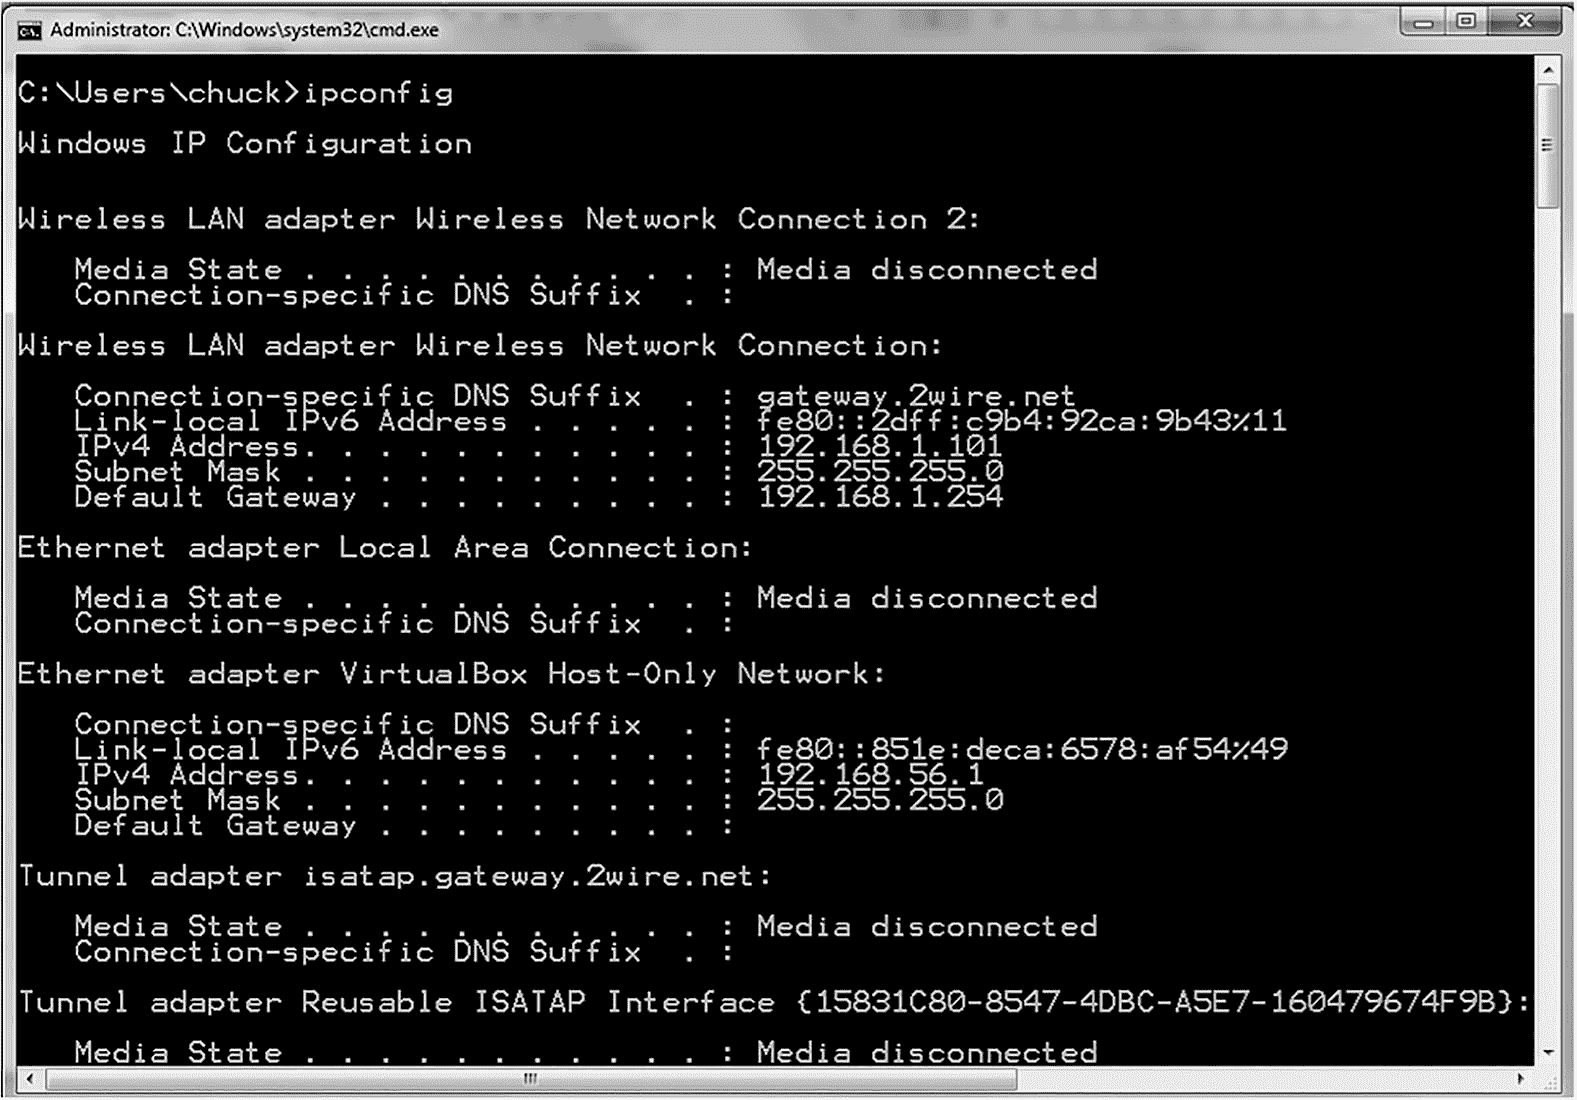 Administrator: C:\Windows\system32\cmd.exe
C:\Users\chuck>ipconfig
Windows IP Configuration
Wireless LAN adapter Wireless Network Connection 2:
Media State . . . . . . . . . . . : Media disconnected
Connection-specific DNS Suffix  . :
Wireless LAN adapter Wireless Network Connection:
Connection-specific DNS Suffix  . : gateway.2wire.net
Link-local IPv6 Address . . . . . : fe80::2dff:c9b4:92ca:9b43%11
IPv4 Address. . . . . . . . . . . : 192.168.1.101
Subnet Mask . . . . . . . . . . . : 255.255.255.0
Default Gateway . . . . . . . . . : 192.168.1.254
Ethernet adapter Local Area Connection:
Media State . . . . . . . . . . . : Media disconnected
Connection-specific DNS Suffix  . :
Ethernet adapter VirtualBox Host-Only Network:
Connection-specific DNS Suffix  . :
Link-local IPv6 Address . . . . . : fe80::851e:deca:6578:af54%49
IPv4 Address. . . . . . . . . . . : 192.168.56.1
Subnet Mask . . . . . . . . . . . : 255.255.255.0
Default Gateway . . . . . . . . . :
Tunnel adapter isatap.gateway.2wire.net:
Media State . . . . . . . . . . . : Media disconnected
Connection-specific DNS Suffix  . :
Tunnel adapter Reusable ISATAP Interface {15831C80-8547-4DBC-A5E7-160479674F9B}:
Media State . . . . . . . . . . . : Media disconnected